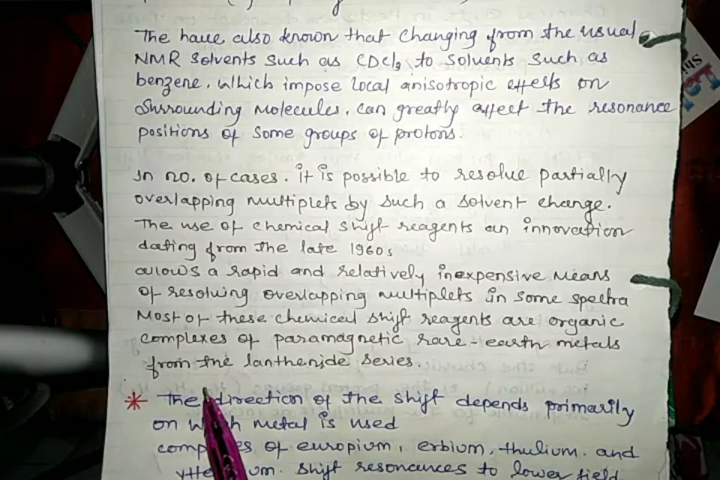 The have also known that changing from the usual
NMR solvents such as CDCl3 to solvents such as
benzene, which impose local anisotropic effects on
Surrounding molecules. can greatly affect the resonance
positions of some groups of protons.
In no. of cases. it is possible to resolve partially
overlapping multiplets by such a solvent change.
The use of chemical shift reagents an innovation
dating from the late 1960s
allows a rapid and relatively inexpensive means
of resolving overlapping multiplets in some spectra
Most of these chemical shift reagents are organic
complexes of paramagnetic rare-earth metals
from the lanthenide series.
* The direction of the shift depends primarily
on metal is used
of europium, erbium, thulium. and
shift resonances to lower field